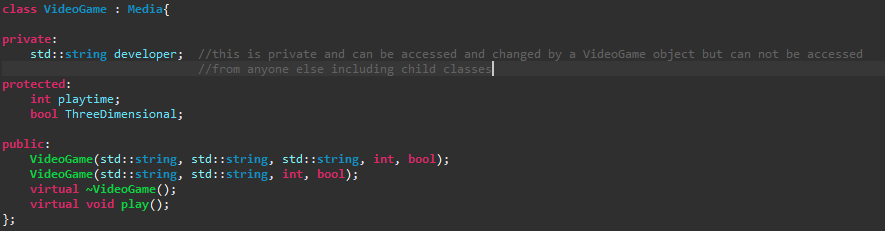 class VideoGame : Media{
private:
std::string developer; //this is private and can be accessed and changed by a VideoGame object but can not be accessed
//from anyone else including child classes
protected:
int playtime;
bool ThreeDimensional;
public:
VideoGame(std::string, std::string, std::string, int, bool);
VideoGame(std::string, std::string, int, bool);
virtual ~VideoGame();
virtual void play();
};